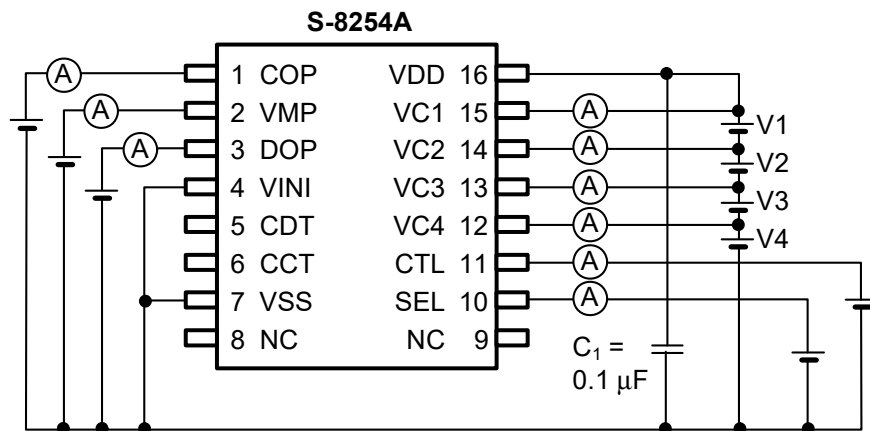 S-8254A
A
A
A
1 COP
2 VMP
3 DOP
4 VINI
5 CDT
6 CCT
7 VSS
8 NC
VDD 16
VC1 15
VC2 14
VC3 13
VC4 12
CTL 11
SEL 10
NC 9
A
A
A
A
A
A
V1
V2
V3
V4
C₁ =
0.1 μF